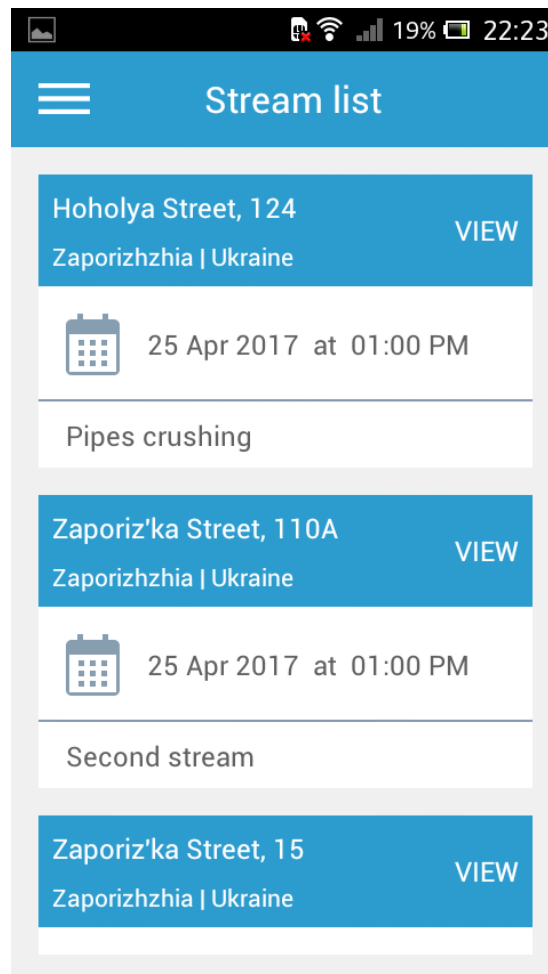 19% 22:23
Stream list
Hoholya Street, 124
VIEW
Zaporizhzhia | Ukraine
25 Apr 2017 at 01:00 PM
Pipes crushing
Zaporiz'ka Street, 110A
VIEW
Zaporizhzhia | Ukraine
25 Apr 2017 at 01:00 PM
Second stream
Zaporiz'ka Street, 15
VIEW
Zaporizhzhia | Ukraine